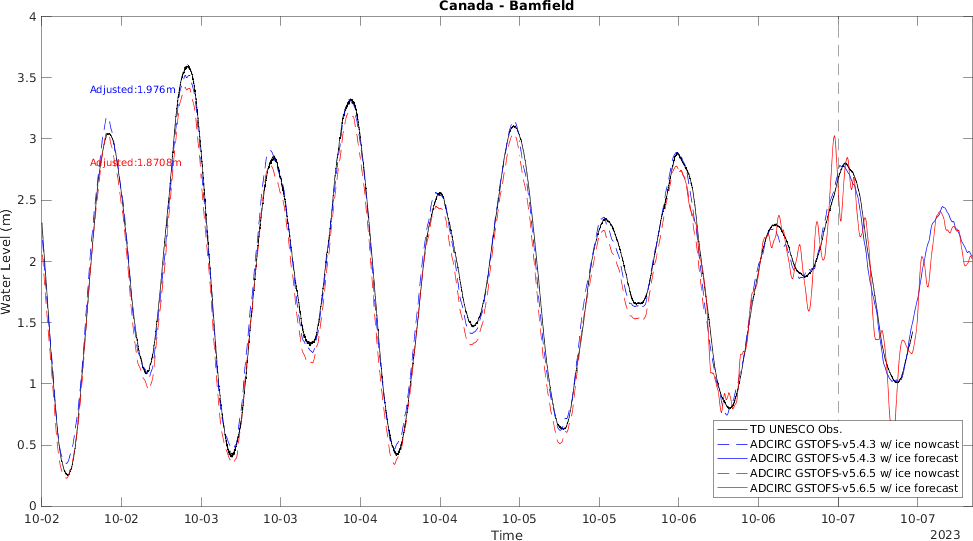 Canada - Bamfield
4
3.5
3
2.5
2
1.5
1
0.5
0
Water Level (m)
Adjusted:1.976m
Adjusted:1.8708m
TD UNESCO Obs.
ADCIRC GSTOFS-v5.4.3 w/ ice nowcast
ADCIRC GSTOFS-v5.4.3 w/ ice forecast
ADCIRC GSTOFS-v5.6.5 w/ ice nowcast
ADCIRC GSTOFS-v5.6.5 w/ ice forecast
10-02 10-02 10-03 10-03 10-04 10-04 10-05 10-05 10-06 10-06 10-07 10-07
Time
2023